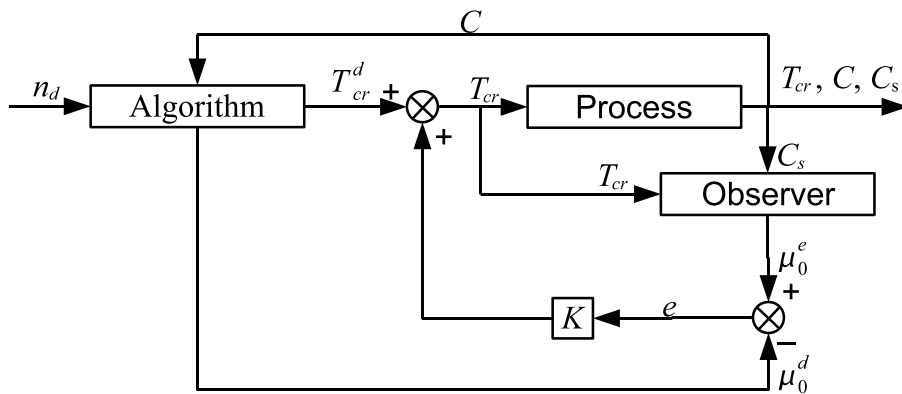 C
n_d
Algorithm
T_cr^d
+
T_cr
Process
T_cr, C, C_s
+
C_s
T_cr
Observer
μ_0^e
+
K
e
−
μ_0^d